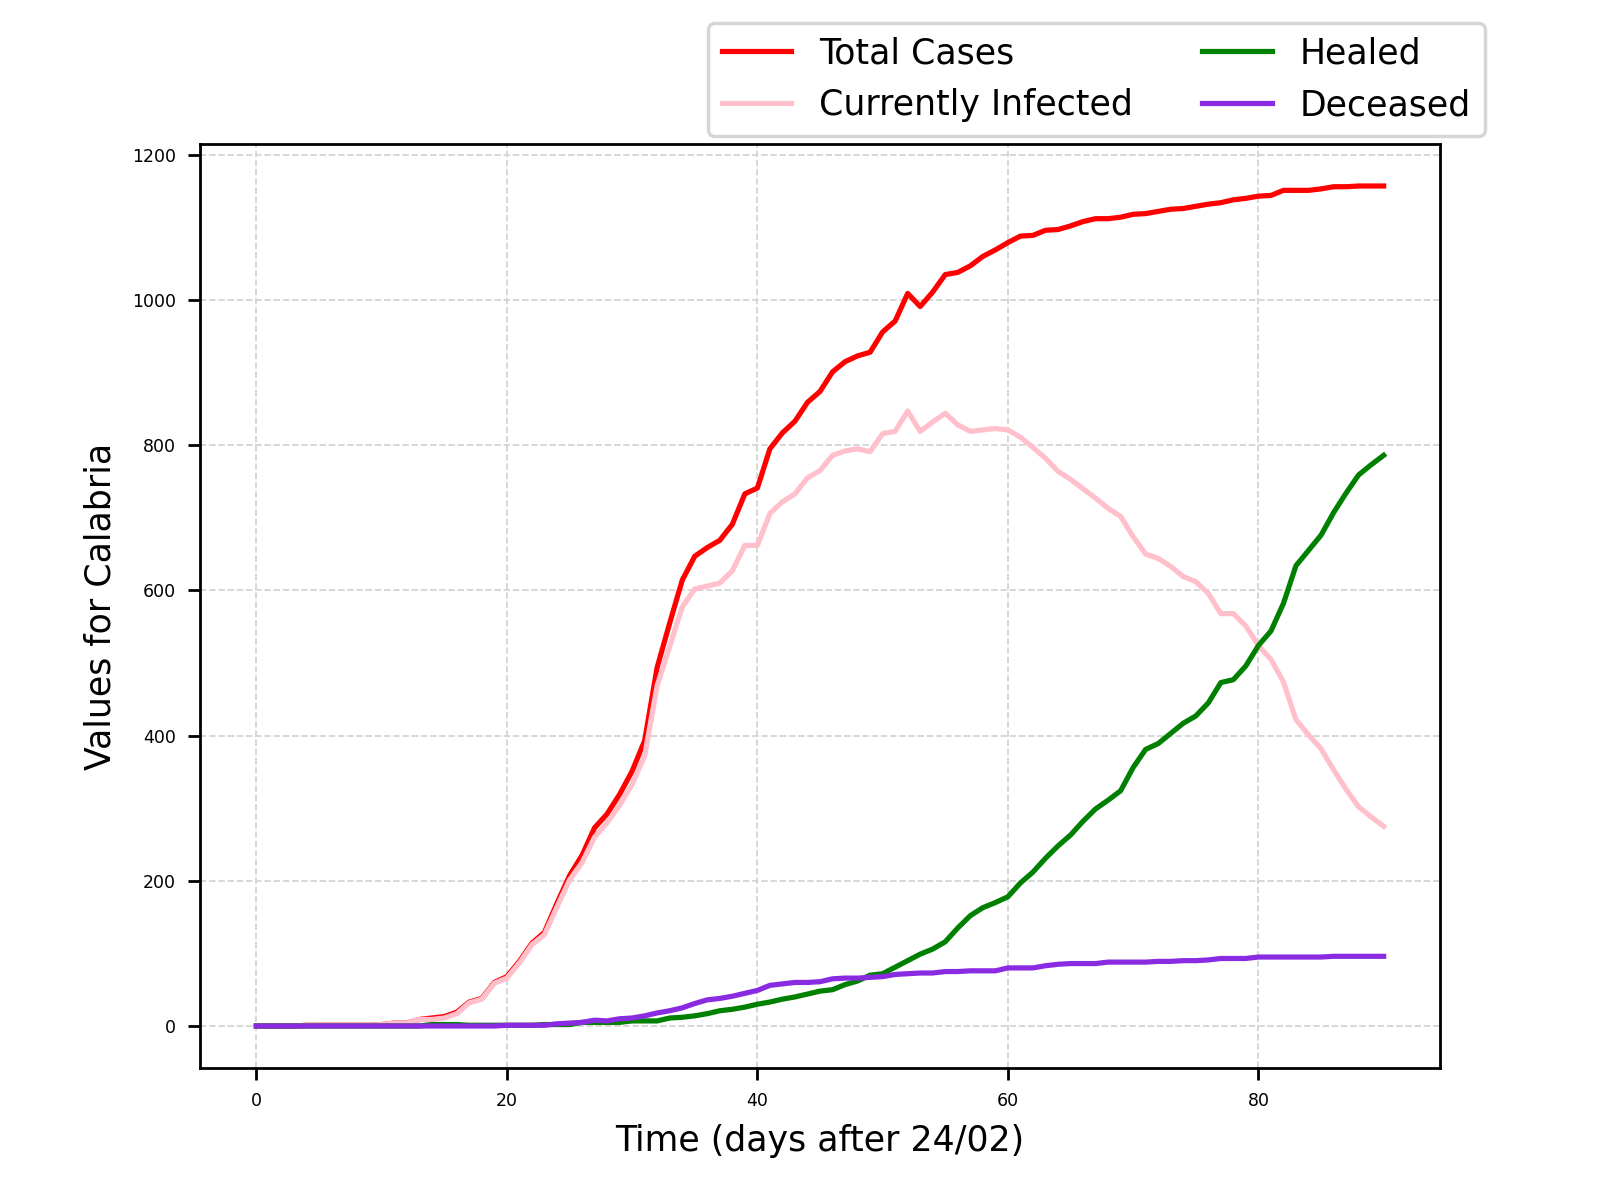 Total Cases
Currently Infected
Healed
Deceased
1200
1000
800
600
400
200
0
Values for Calabria
0 20 40 60 80
Time (days after 24/02)